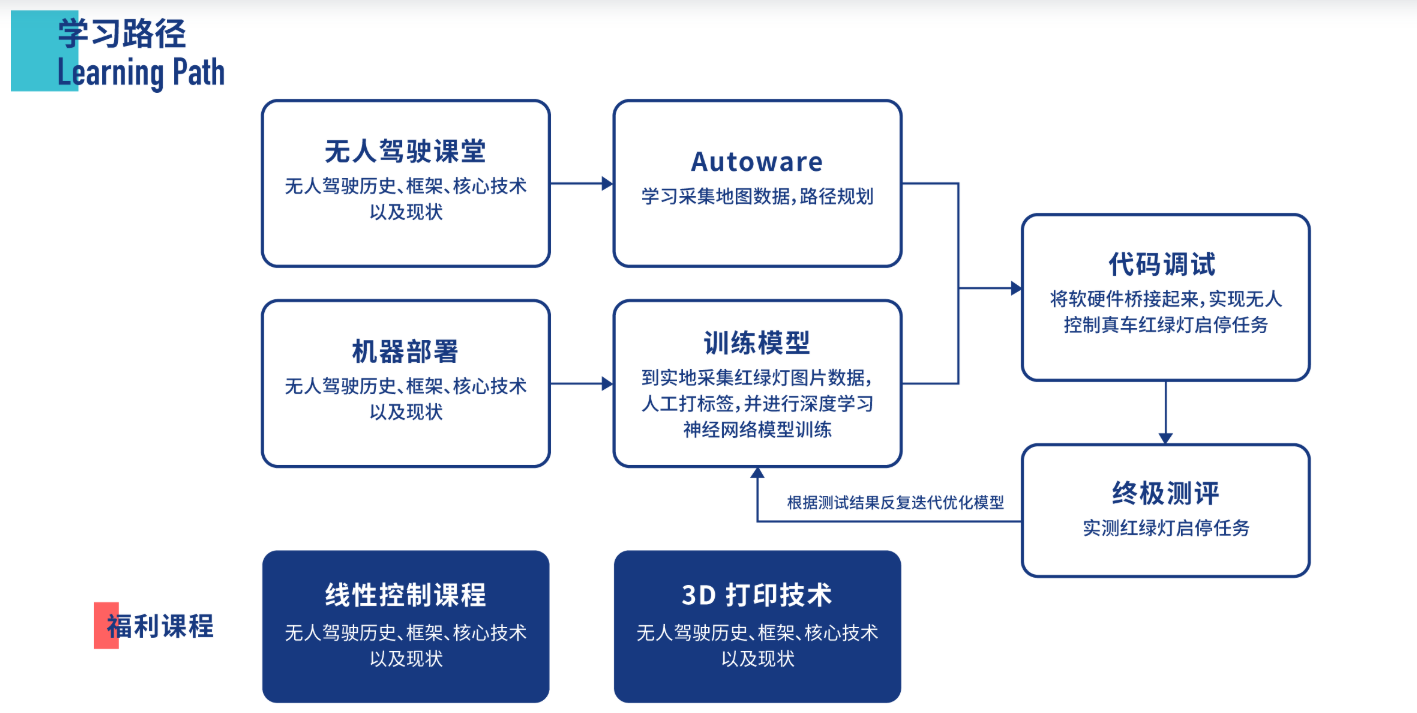 学习路径
Learning Path
无人驾驶课堂
无人驾驶历史、框架、核心技术
以及现状
Autoware
学习采集地图数据,路径规划
机器部署
无人驾驶历史、框架、核心技术
以及现状
训练模型
到实地采集红绿灯图片数据,
人工打标签,并进行深度学习
神经网络模型训练
代码调试
将软硬件桥接起来,实现无人
控制真车红绿灯启停任务
终极测评
实测红绿灯启停任务
根据测试结果反复迭代优化模型
福利课程
线性控制课程
无人驾驶历史、框架、核心技术
以及现状
3D 打印技术
无人驾驶历史、框架、核心技术
以及现状